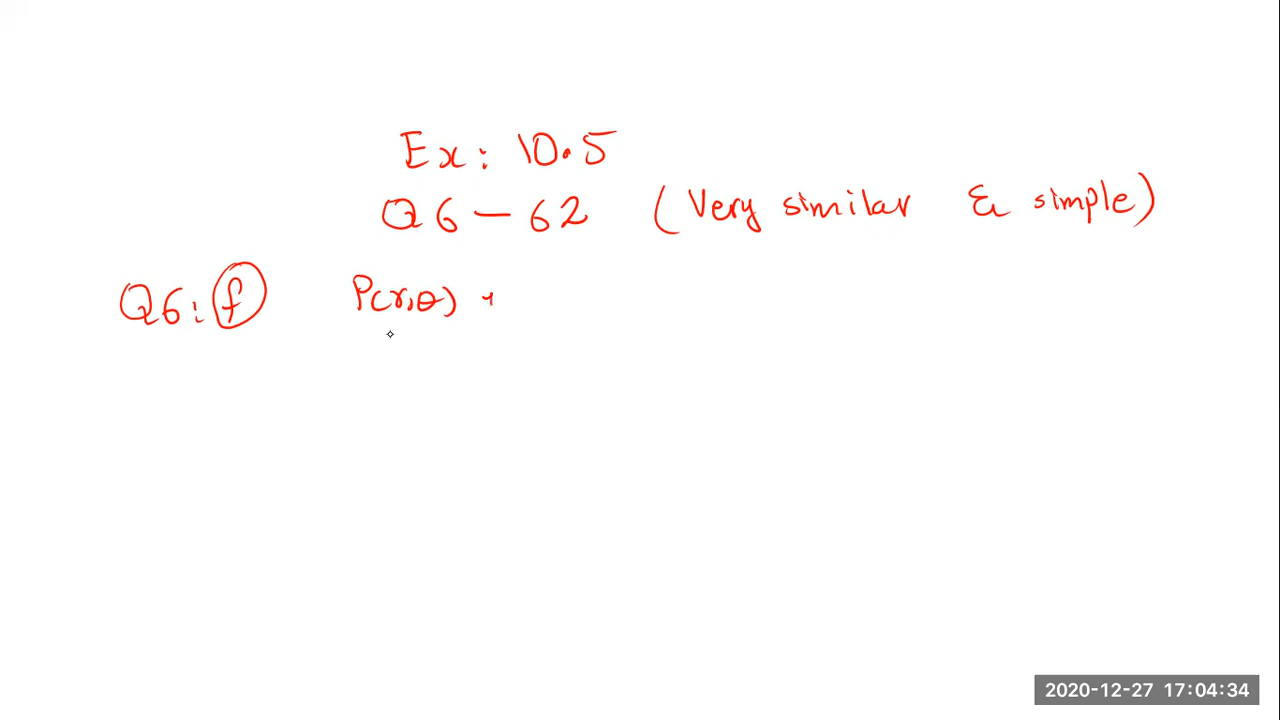 Ex: 10.5
Q6 - 62 (Very similar & simple)
Q6: f P(r,θ)
2020-12-27 17:04:34